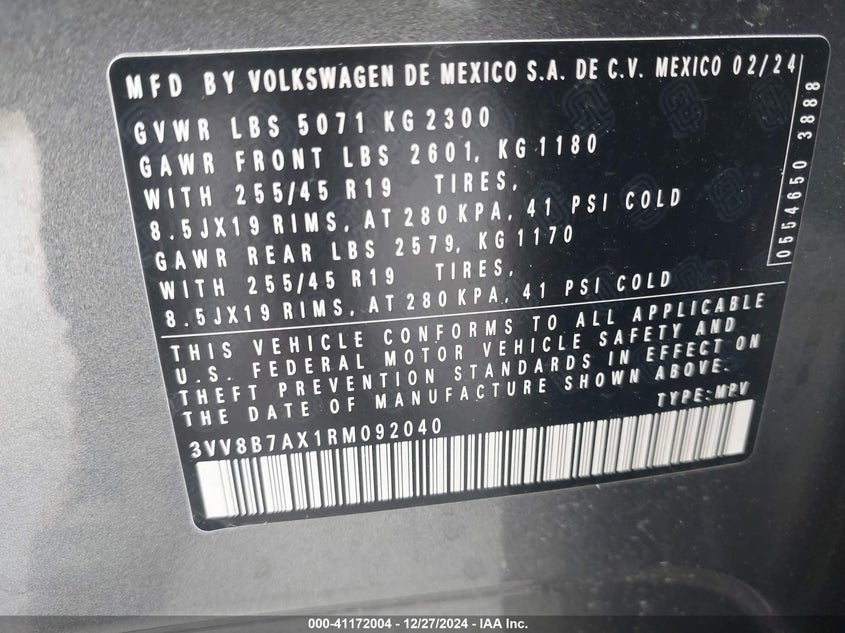 MFD BY VOLKSWAGEN DE MEXICO S.A. DE C.V. MEXICO 02/24
GVWR LBS 5071 KG 2300
GAWR FRONT LBS 2601, KG 1180
WITH 255/45 R19 TIRES,
8.5JX19 RIMS, AT 280 KPA, 41 PSI COLD
GAWR REAR LBS 2579, KG 1170
WITH 255/45 R19 TIRES,
8.5JX19 RIMS, AT 280 KPA, 41 PSI COLD
0554650 3888
THIS VEHICLE CONFORMS TO ALL APPLICABLE
U.S. FEDERAL MOTOR VEHICLE SAFETY AND
THEFT PREVENTION STANDARDS IN EFFECT ON
THE DATE OF MANUFACTURE SHOWN ABOVE.
TYPE: MPV
3VV8B7AX1RM092040
000-41172004 - 12/27/2024 - IAA Inc.